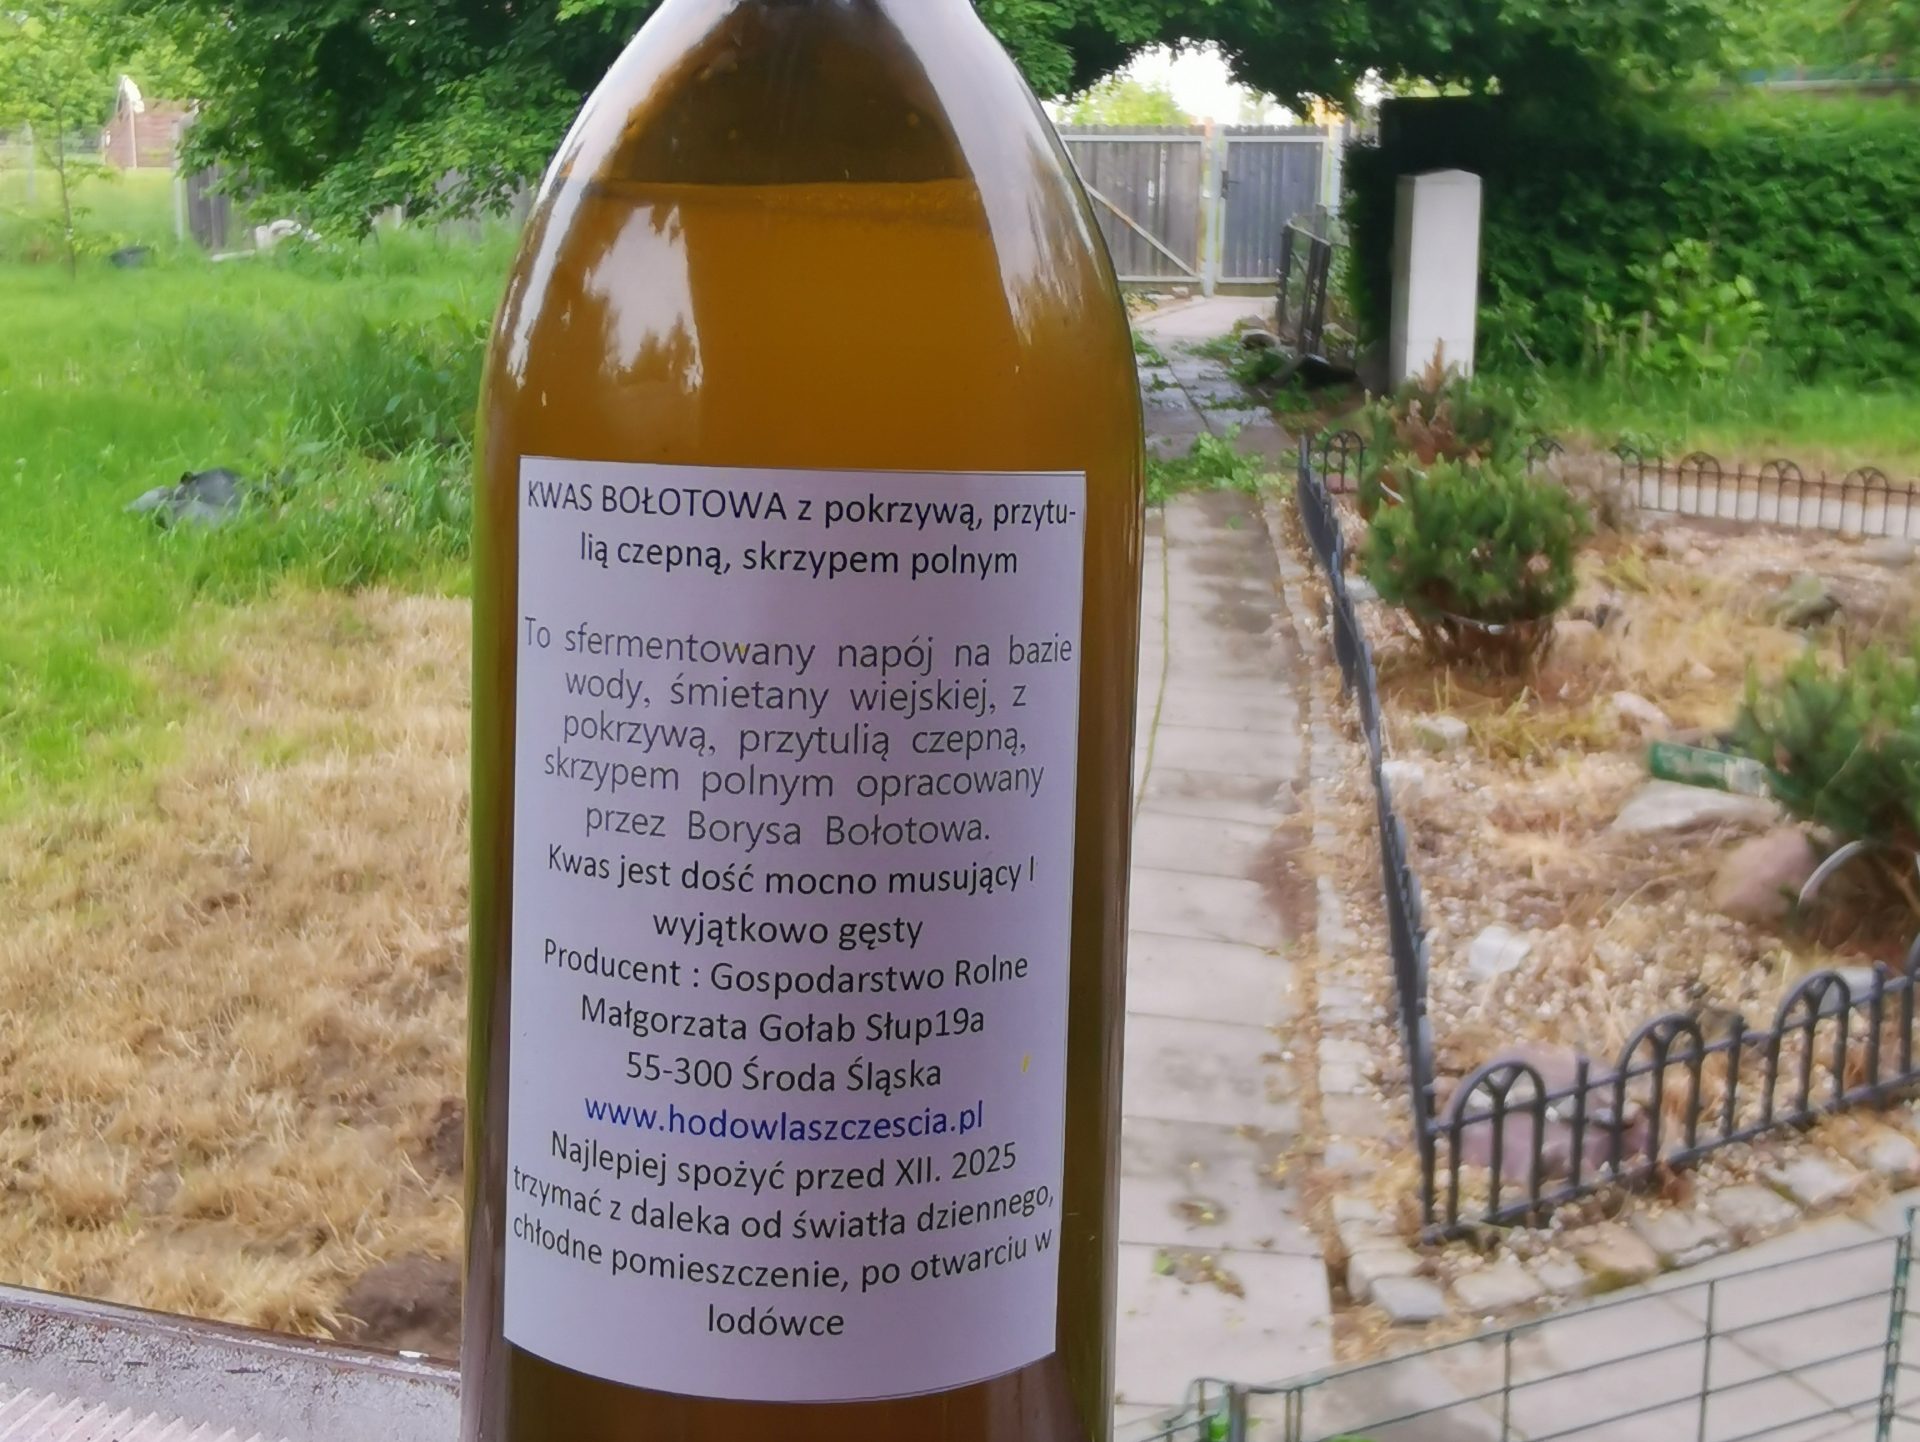 KWAS BOŁOTOWA z pokrzywą, przytu-
lią czepną, skrzypem polnym
To sfermentowany napój na bazie
wody, śmietany wiejskiej, z
pokrzywą, przytulią czepną,
skrzypem polnym opracowany
przez Borysa Bołotowa.
Kwas jest dość mocno musujący I
wyjątkowo gęsty
Producent : Gospodarstwo Rolne
Małgorzata Gołab Słup19a
55-300 Środa Śląska
www.hodowlaszczescia.pl
Najlepiej spożyć przed XII. 2025
trzymać z daleka od światła dziennego,
chłodne pomieszczenie, po otwarciu w
lodówce